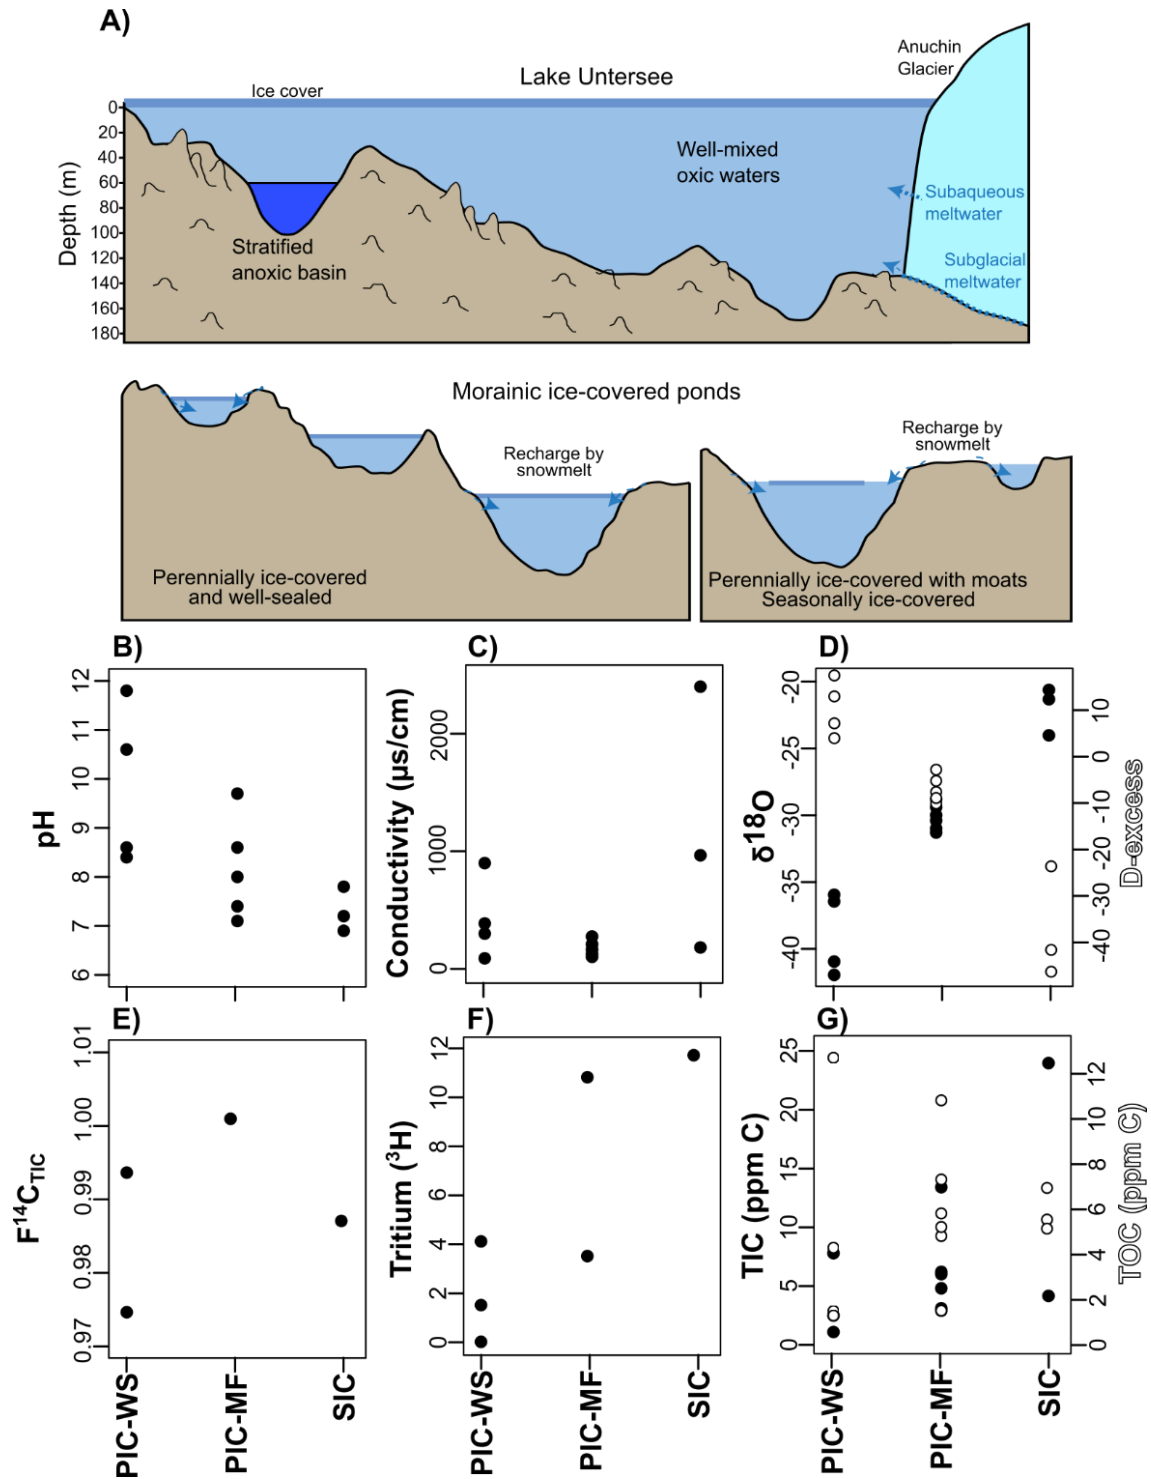 A)
Lake Untersee
Anuchin
Glacier
Ice cover
0
20
40
60
80
100
120
140
160
180
Depth (m)
Well-mixed
oxic waters
Subaqueous
meltwater
Stratified
anoxic basin
Subglacial
meltwater
Morainic ice-covered ponds
Recharge by
snowmelt
Recharge by
snowmelt
Perennially ice-covered
and well-sealed
Perennially ice-covered with moats
Seasonally ice-covered
B)
12
11
10
9
8
7
6
pH
C)
2000
1000
0
Conductivity (µs/cm)
D)
-20
-25
-30
-35
-40
δ18O
10
0
-10
-20
-30
-40
D-excess
E)
1.01
1.00
0.99
0.98
0.97
F14CTIC
PIC-WS
PIC-MF
SIC
F)
12
10
8
6
4
2
0
Tritium (3H)
PIC-WS
PIC-MF
SIC
G)
25
20
15
10
5
0
TIC (ppm C)
12
10
8
6
4
2
0
TOC (ppm C)
PIC-WS
PIC-MF
SIC